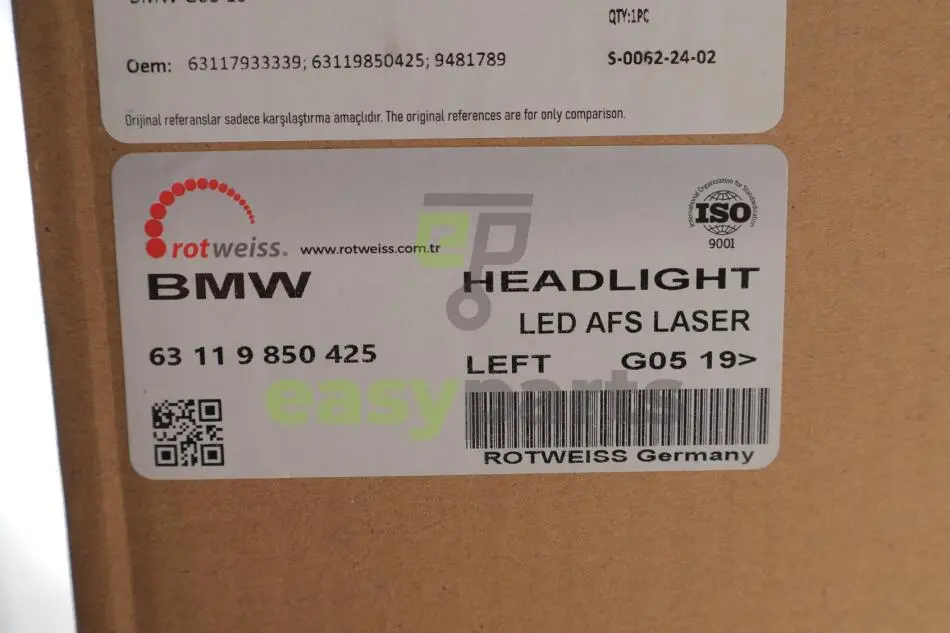 QTY:1PC
Oem: 63117933339; 63119850425; 9481789
S-0062-24-02
Orijinal referanslar sadece karşılaştırma amaçlıdır. The original references are for only comparison.
rotweiss. www.rotweiss.com.tr
International Organization for Standardization
ISO
9001
BMW
HEADLIGHT
LED AFS LASER
63 11 9 850 425
LEFT G05 19>
ROTWEISS Germany
ep
easyparts